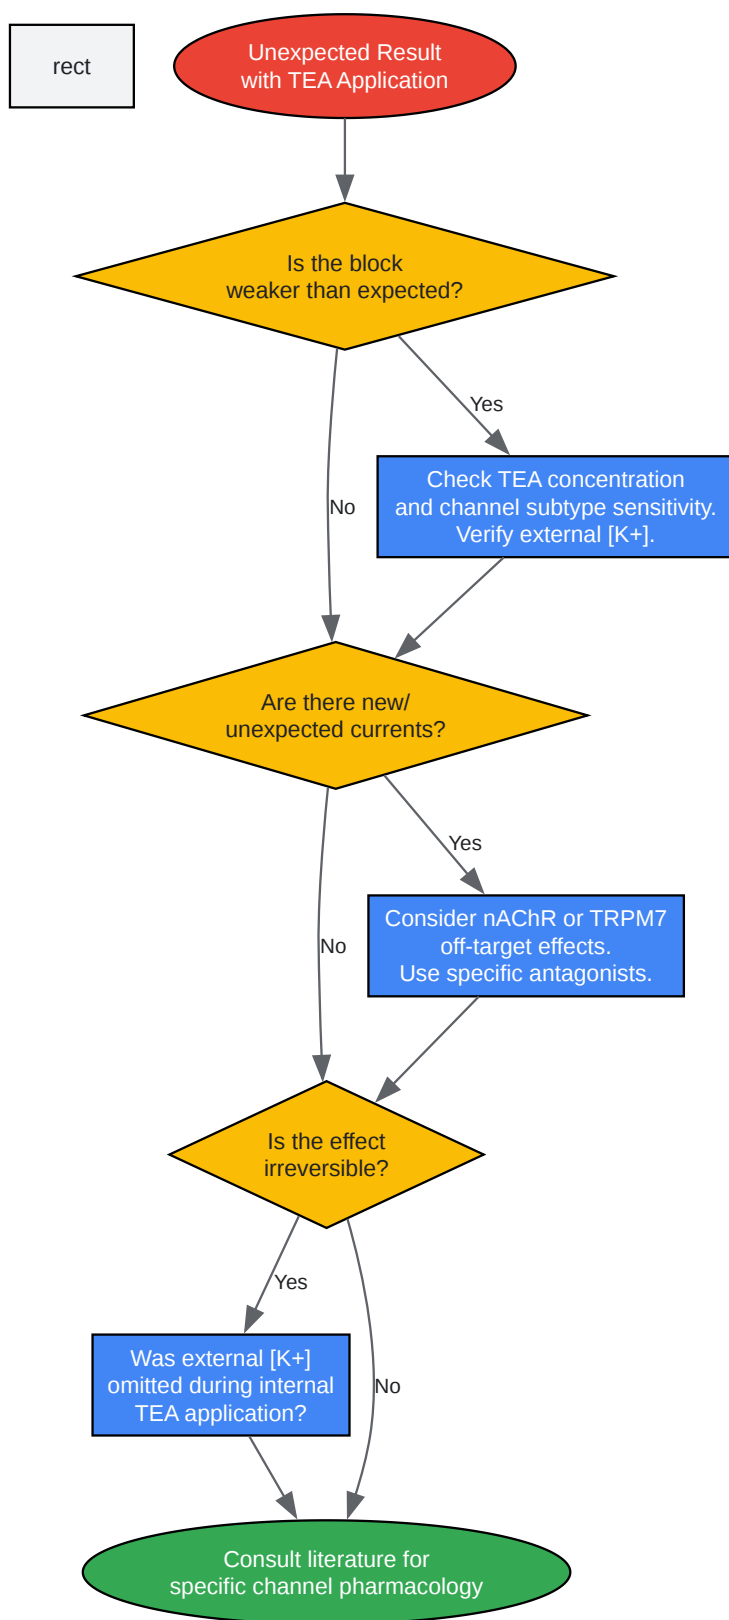 rect
Unexpected Result
with TEA Application
Is the block
weaker than expected?
Yes
No
Check TEA concentration
and channel subtype sensitivity.
Verify external [K+].
Are there new/
unexpected currents?
Yes
No
Consider nAChR or TRPM7
off-target effects.
Use specific antagonists.
Is the effect
irreversible?
Yes
No
Was external [K+]
omitted during internal
TEA application?
Consult literature for
specific channel pharmacology